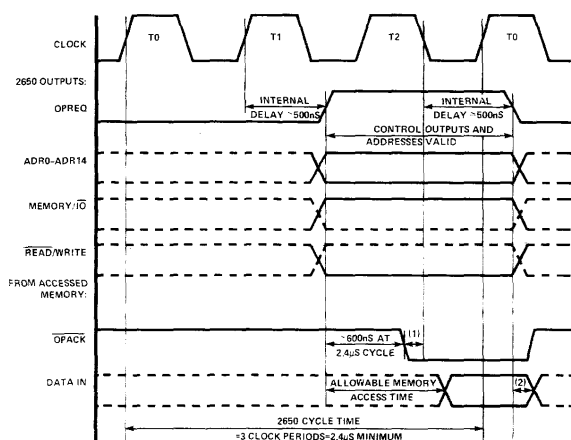 CLOCK
T0
T1
T2
T0
2650 OUTPUTS:
OPREQ
INTERNAL
DELAY ~500nS
INTERNAL
DELAY ~500nS
CONTROL OUTPUTS AND
ADDRESSES VALID
ADR0-ADR14
MEMORY/IO
READ/WRITE
FROM ACCESSED
MEMORY:
OPACK
~600nS AT
2.4μS CYCLE
(1)
DATA IN
ALLOWABLE MEMORY
ACCESS TIME
(2)
2650 CYCLE TIME
=3 CLOCK PERIODS=2.4μS MINIMUM